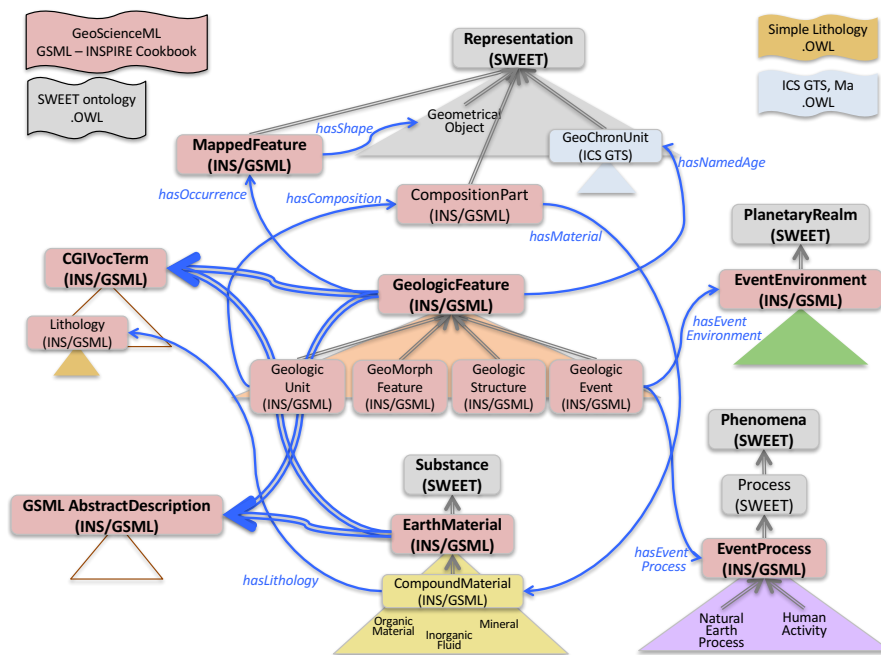 GeoScienceML
GSML – INSPIRE Cookbook
SWEET ontology
.OWL
Simple Lithology
.OWL
ICS GTS, Ma
.OWL
Representation
(SWEET)
Geometrical
Object
hasShape
MappedFeature
(INS/GSML)
GeoChronUnit
(ICS GTS)
hasNamedAge
hasOccurrence
hasComposition
CompositionPart
(INS/GSML)
hasMaterial
PlanetaryRealm
(SWEET)
CGIVocTerm
(INS/GSML)
GeologicFeature
(INS/GSML)
EventEnvironment
(INS/GSML)
hasEvent
Environment
Lithology
(INS/GSML)
Geologic
Unit
(INS/GSML)
GeoMorph
Feature
(INS/GSML)
Geologic
Structure
(INS/GSML)
Geologic
Event
(INS/GSML)
Phenomena
(SWEET)
Substance
(SWEET)
Process
(SWEET)
GSML AbstractDescription
(INS/GSML)
EarthMaterial
(INS/GSML)
hasEvent
Process
EventProcess
(INS/GSML)
hasLithology
CompoundMaterial
(INS/GSML)
Organic
Material
Inorganic
Fluid
Mineral
Natural
Earth
Process
Human
Activity